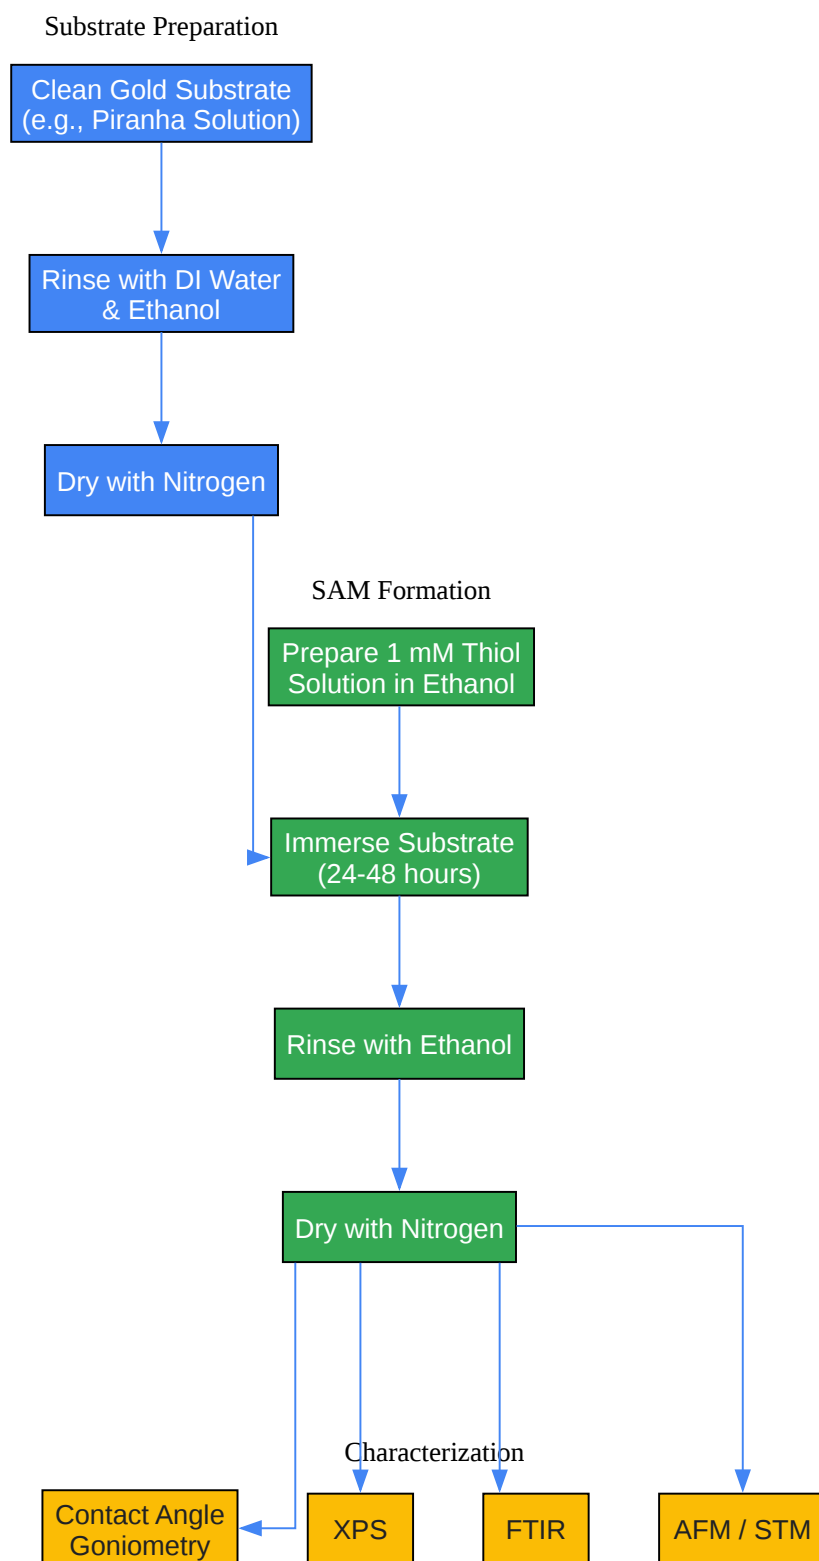 Substrate Preparation
Clean Gold Substrate
(e.g., Piranha Solution)
Rinse with DI Water
& Ethanol
Dry with Nitrogen
SAM Formation
Prepare 1 mM Thiol
Solution in Ethanol
Immerse Substrate
(24-48 hours)
Rinse with Ethanol
Dry with Nitrogen
Characterization
Contact Angle
Goniometry
XPS
FTIR
AFM / STM